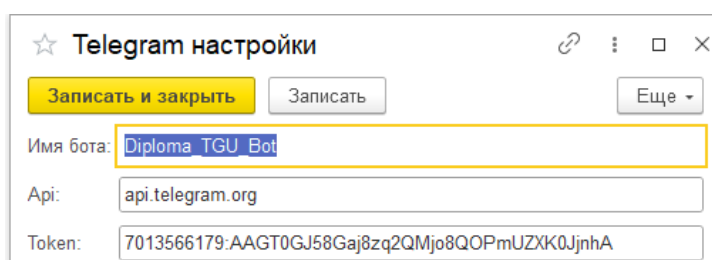 Telegram настройки
Записать и закрыть Записать Еще
Имя бота: Diploma_TGU_Bot
Api: api.telegram.org
Token: 7013566179:AAGT0GJ58Gaj8zq2QMjo8QOPmUZXK0JjnhA